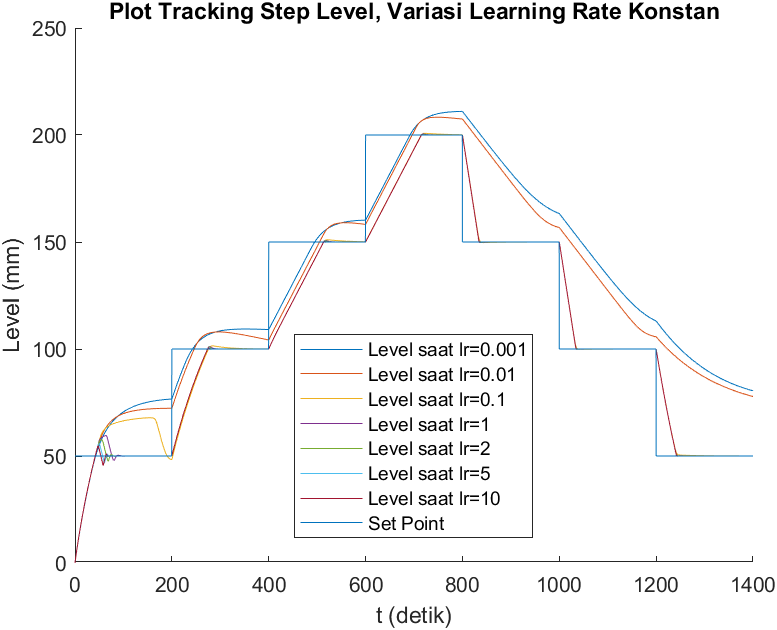 Plot Tracking Step Level, Variasi Learning Rate Konstan
250
200
150
100
50
0
Level (mm)
Level saat lr=0.001
Level saat lr=0.01
Level saat lr=0.1
Level saat lr=1
Level saat lr=2
Level saat lr=5
Level saat lr=10
Set Point
0 200 400 600 800 1000 1200 1400
t (detik)